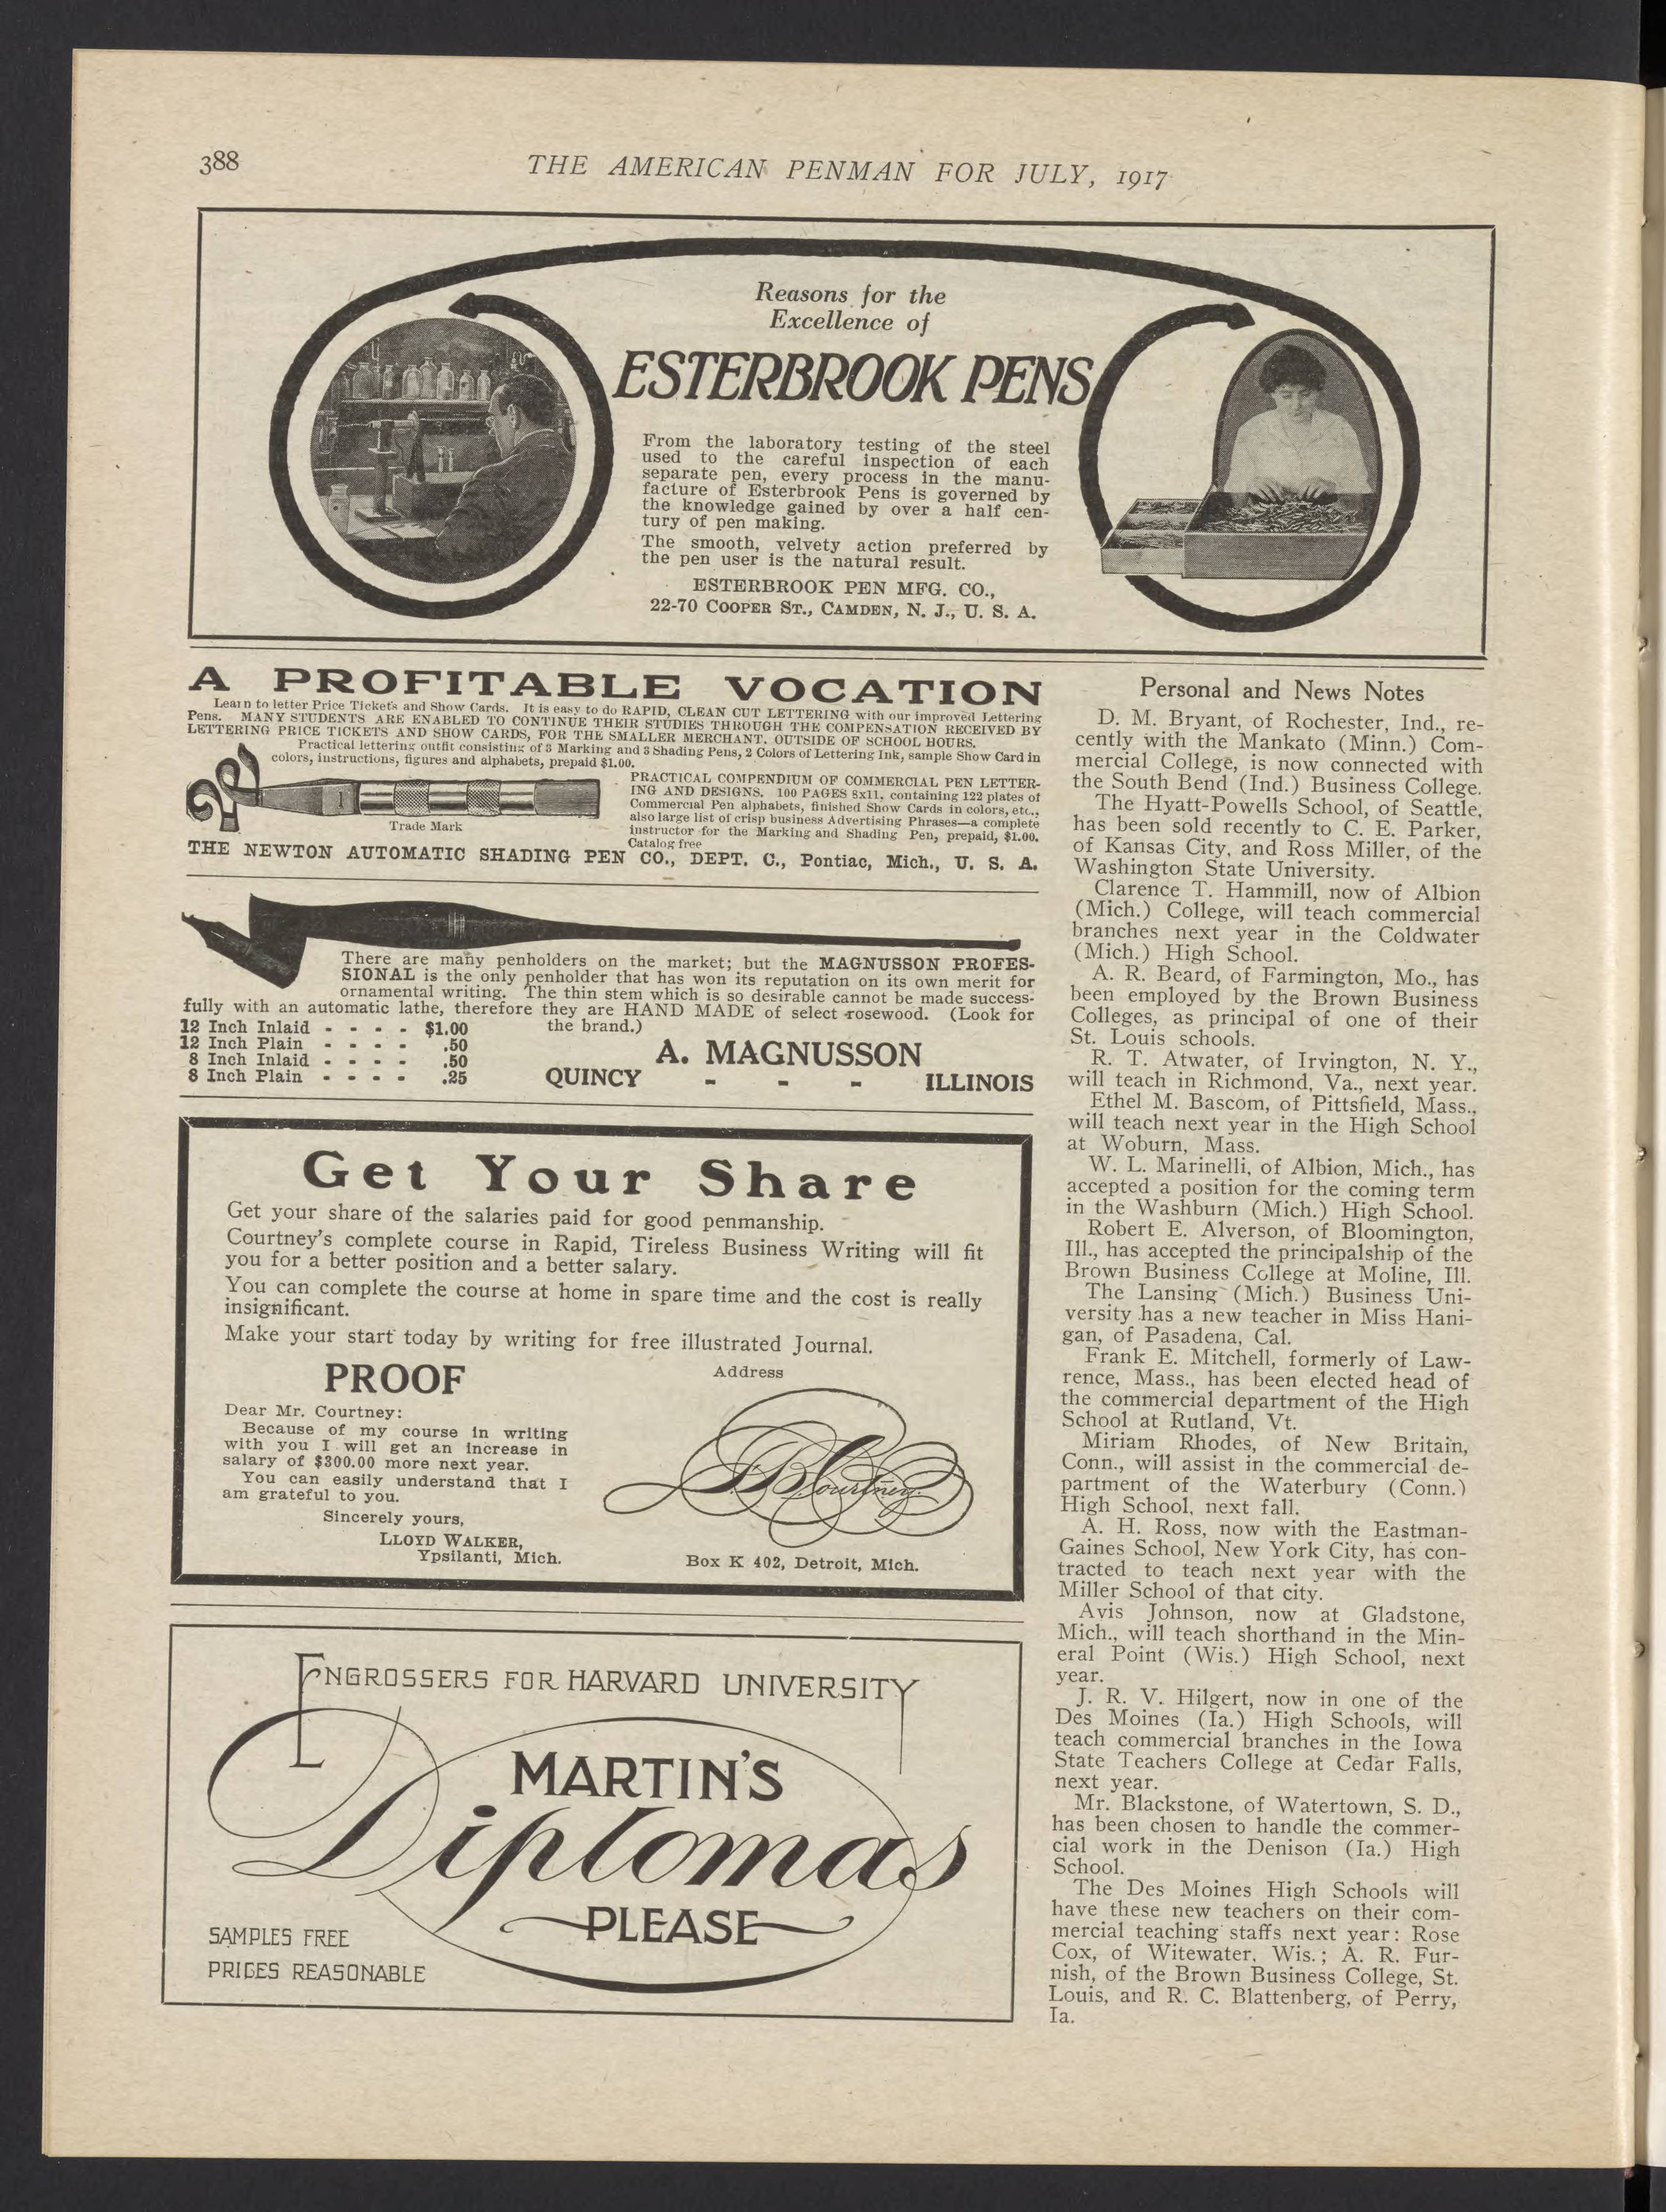 388
THE AMERICAN PENMAN FOR JULY, 1917
Reasons for the
Excellence of
ESTERBROOK PENS
From the laboratory testing of the steel
used to the careful inspection of each
separate pen, every process in the manu-
facture of Esterbrook Pens is governed by
the knowledge gained by over a half cen-
tury of pen making.
The smooth, velvety action preferred by
the pen user is the natural result.
ESTERBROOK PEN MFG. CO.,
22-70 COOPER ST., CAMDEN, N. J., U. S. A.
A PROFITABLE VOCATION
Learn to letter Price Tickets and Show Cards. It is easy to do RAPID, CLEAN CUT LETTERING with our improved Lettering
Pens. MANY STUDENTS ARE ENABLED TO CONTINUE THEIR STUDIES THROUGH THE COMPENSATION RECEIVED BY
LETTERING PRICE TICKETS AND SHOW CARDS, FOR THE SMALLER MERCHANT, OUTSIDE OF SCHOOL HOURS.
Practical lettering outfit consisting of 3 Marking and 3 Shading Pens, 2 Colors of Lettering Ink, sample Show Card in
colors, instructions, figures and alphabets, prepaid $1.00.
PRACTICAL COMPENDIUM OF COMMERCIAL PEN LETTER-
ING AND DESIGNS. 100 PAGES 8x11, containing 122 plates of
Commercial Pen alphabets, finished Show Cards in colors, etc.,
also large list of crisp business Advertising Phrases—a complete
instructor for the Marking and Shading Pen, prepaid, $1.00.
Catalog free
1
Trade Mark
THE NEWTON AUTOMATIC SHADING PEN CO., DEPT. C., Pontiac, Mich., U. S. A.
There are many penholders on the market; but the MAGNUSSON PROFES-
SIONAL is the only penholder that has won its reputation on its own merit for
ornamental writing. The thin stem which is so desirable cannot be made success-
fully with an automatic lathe, therefore they are HAND MADE of select rosewood. (Look for
the brand.)
12 Inch Inlaid - - - - $1.00
12 Inch Plain - - - - .50
8 Inch Inlaid - - - - .50
8 Inch Plain - - - - .25
A. MAGNUSSON
QUINCY - - - ILLINOIS
Get Your Share
Get your share of the salaries paid for good penmanship.
Courtney's complete course in Rapid, Tireless Business Writing will fit
you for a better position and a better salary.
You can complete the course at home in spare time and the cost is really
insignificant.
Make your start today by writing for free illustrated Journal.
PROOF
Dear Mr. Courtney:
Because of my course in writing
with you I will get an increase in
salary of $300.00 more next year.
You can easily understand that I
am grateful to you.
Sincerely yours,
LLOYD WALKER,
Ypsilanti, Mich.
Address
Courtney.
Box K 402, Detroit, Mich.
ENGROSSERS FOR HARVARD UNIVERSITY
MARTIN'S
Diplomas
PLEASE
SAMPLES FREE
PRICES REASONABLE
Personal and News Notes
D. M. Bryant, of Rochester, Ind., re-
cently with the Mankato (Minn.) Com-
mercial College, is now connected with
the South Bend (Ind.) Business College.
The Hyatt-Powells School, of Seattle,
has been sold recently to C. E. Parker,
of Kansas City, and Ross Miller, of the
Washington State University.
Clarence T. Hammill, now of Albion
(Mich.) College, will teach commercial
branches next year in the Coldwater
(Mich.) High School.
A. R. Beard, of Farmington, Mo., has
been employed by the Brown Business
Colleges, as principal of one of their
St. Louis schools.
R. T. Atwater, of Irvington, N. Y.,
will teach in Richmond, Va., next year.
Ethel M. Bascom, of Pittsfield, Mass.,
will teach next year in the High School
at Woburn, Mass.
W. L. Marinelli, of Albion, Mich., has
accepted a position for the coming term
in the Washburn (Mich.) High School.
Robert E. Alverson, of Bloomington,
Ill., has accepted the principalship of the
Brown Business College at Moline, Ill.
The Lansing (Mich.) Business Uni-
versity has a new teacher in Miss Hani-
gan, of Pasadena, Cal.
Frank E. Mitchell, formerly of Law-
rence, Mass., has been elected head of
the commercial department of the High
School at Rutland, Vt.
Miriam Rhodes, of New Britain,
Conn., will assist in the commercial de-
partment of the Waterbury (Conn.)
High School, next fall.
A. H. Ross, now with the Eastman-
Gaines School, New York City, has con-
tracted to teach next year with the
Miller School of that city.
Avis Johnson, now at Gladstone,
Mich., will teach shorthand in the Min-
eral Point (Wis.) High School, next
year.
J. R. V. Hilgert, now in one of the
Des Moines (Ia.) High Schools, will
teach commercial branches in the Iowa
State Teachers College at Cedar Falls,
next year.
Mr. Blackstone, of Watertown, S. D.,
has been chosen to handle the commer-
cial work in the Denison (Ia.) High
School.
The Des Moines High Schools will
have these new teachers on their com-
mercial teaching staffs next year: Rose
Cox, of Witewater, Wis.; A. R. Fur-
nish, of the Brown Business College, St.
Louis, and R. C. Blattenberg, of Perry,
Ia.